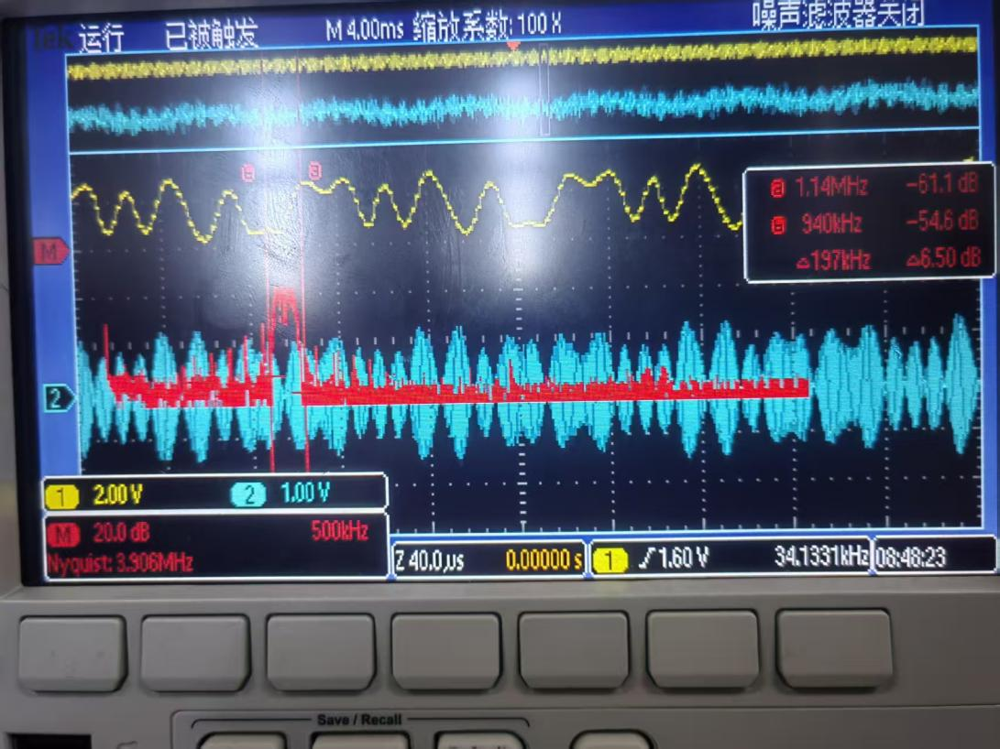 Tek 运行 已被触发 M 4.00ms 缩放系数: 100 X 噪声滤波器关闭
b a
a 1.14MHz -61.1 dB
b 940kHz -54.6 dB
△197kHz △6.50 dB
M
2
1 2.00 V 2 1.00 V
M 20.0 dB 500kHz
Nyquist: 3.906MHz
Z 40.0µs 0.00000 s 1 1.60 V 34.1331kHz 08:48:23
Save / Recall